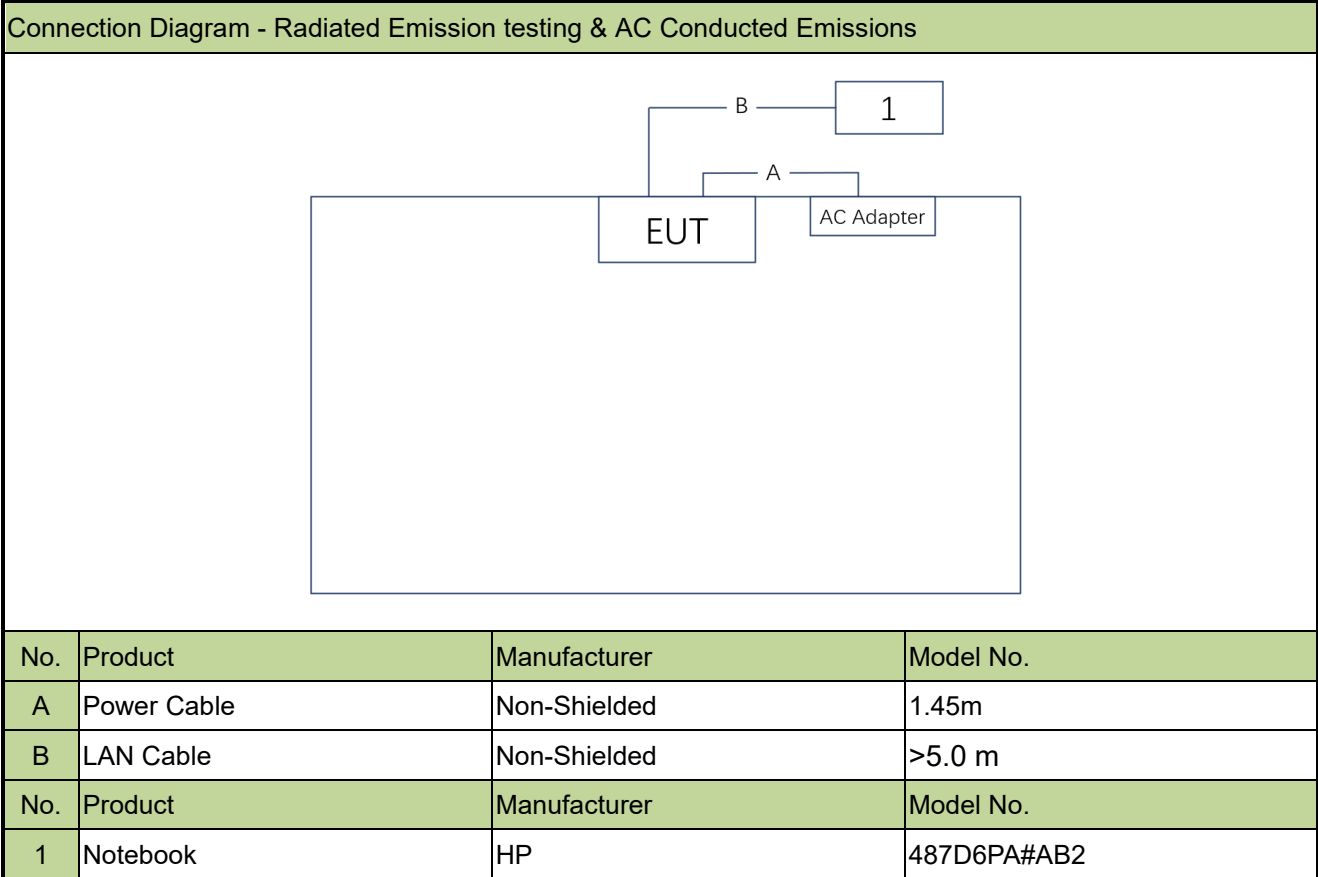 Connection Diagram - Radiated Emission testing & AC Conducted Emissions
B
1
A
EUT
AC Adapter
No. Product Manufacturer Model No.
A Power Cable Non-Shielded 1.45m
B LAN Cable Non-Shielded >5.0 m
No. Product Manufacturer Model No.
1 Notebook HP 487D6PA#AB2